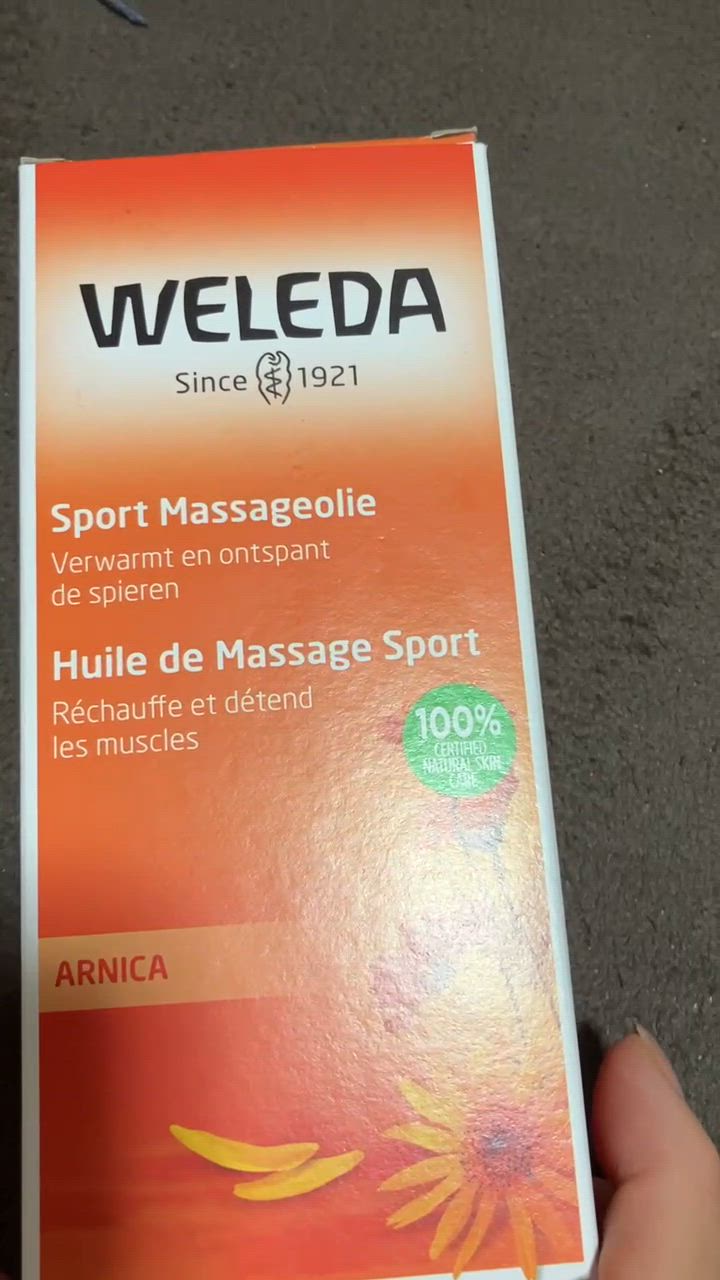 WELEDA
Since 1921
Sport Massageolie
Verwarmt en ontspant
de spieren
Huile de Massage Sport
Réchauffe et détend
les muscles
100%
CERTIFIED
NATURAL SKIN
CARE
ARNICA